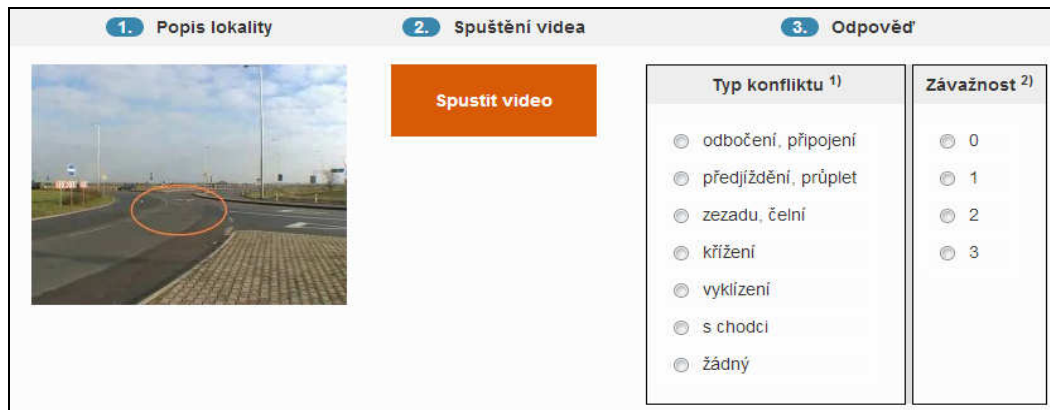 1. Popis lokality
2. Spuštění videa
3. Odpověď
Spustit video
Typ konfliktu 1)
odbočení, připojení
předjíždění, průplet
zezadu, čelní
křížení
vyklízení
s chodci
žádný
Závažnost 2)
0
1
2
3